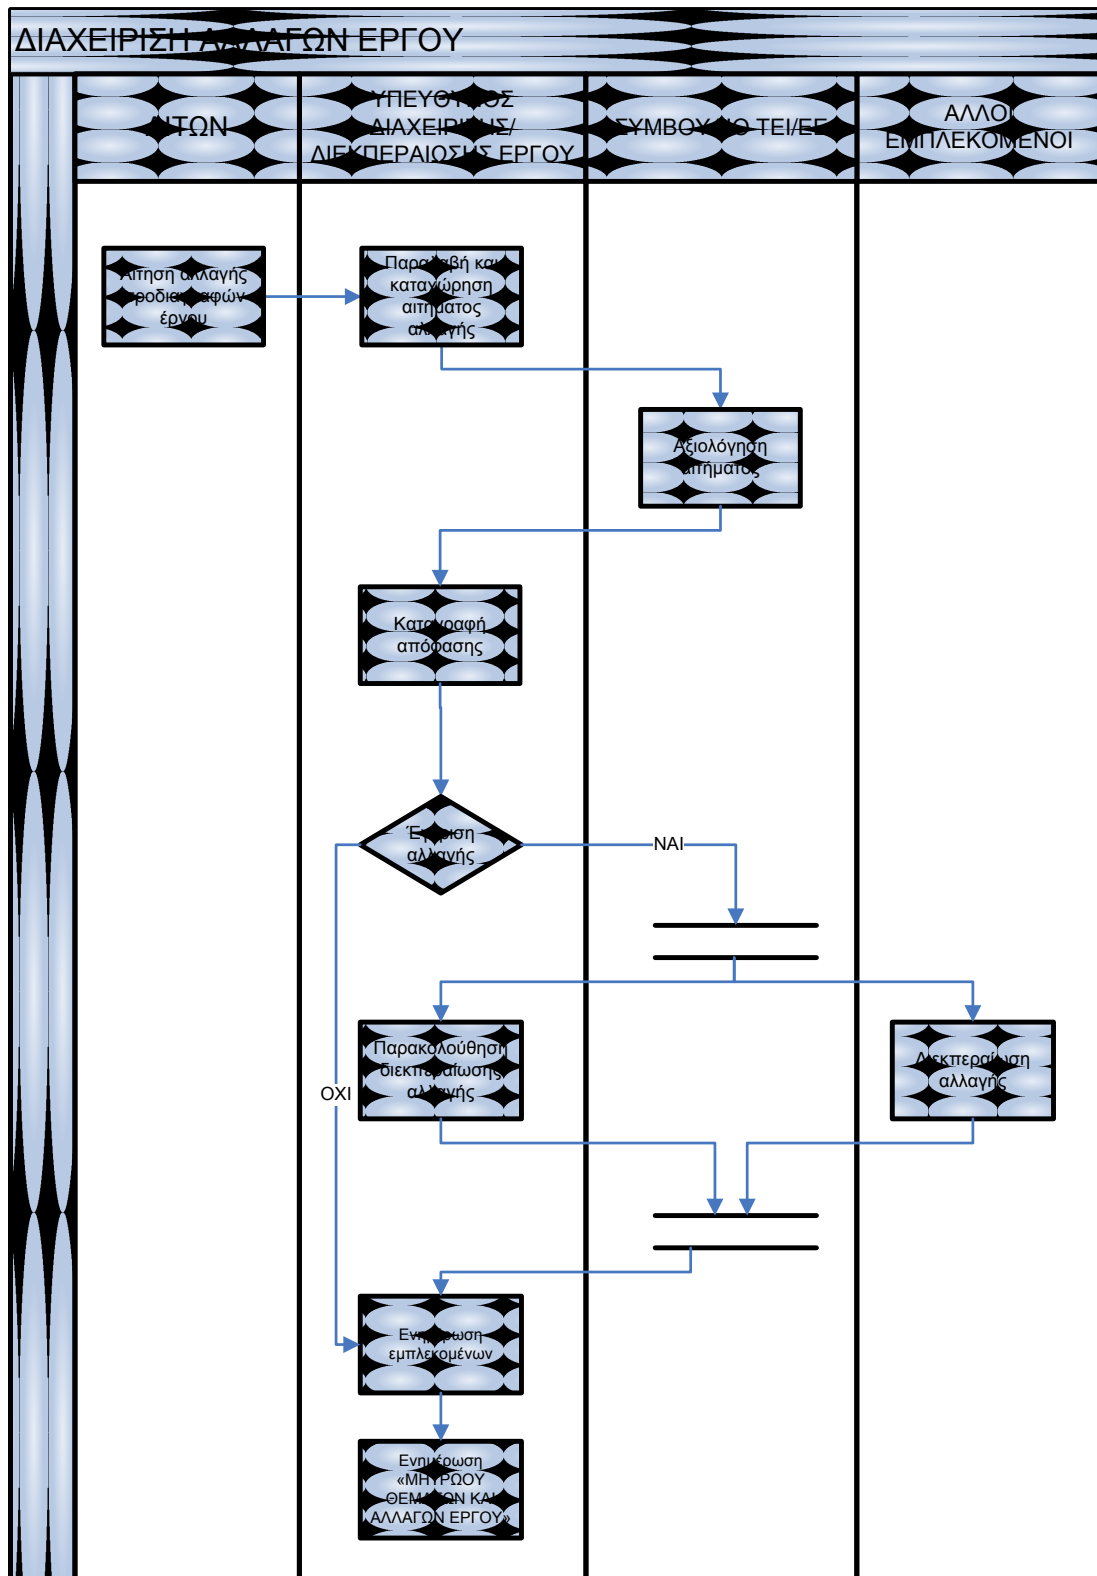 ΔΙΑΧΕΙΡΙΣΗ ΑΛΛΑΓΩΝ ΕΡΓΟΥ
ΑΙΤΩΝ
ΥΠΕΥΘΥΝΟΣ
ΔΙΑΧΕΙΡΙΣΗΣ/
ΔΙΕΚΠΕΡΑΙΩΣΗΣ ΕΡΓΟΥ
ΣΥΜΒΟΥΛΙΟ ΤΕΙ/ΕΕ
ΑΛΛΟΙ
ΕΜΠΛΕΚΟΜΕΝΟΙ
Αίτηση αλλαγής
προδιαγραφών
έργου
Παραλαβή και
καταχώρηση
αιτήματος
αλλαγής
Αξιολόγηση
αιτήματος
Καταγραφή
απόφασης
Έγκριση
αλλαγής
ΝΑΙ
ΟΧΙ
Παρακολούθηση
διεκπεραίωσης
αλλαγής
Διεκπεραίωση
αλλαγής
Ενημέρωση
εμπλεκομένων
Ενημέρωση
«ΜΗΤΡΩΟΥ
ΘΕΜΑΤΩΝ ΚΑΙ
ΑΛΛΑΓΩΝ ΕΡΓΟΥ»